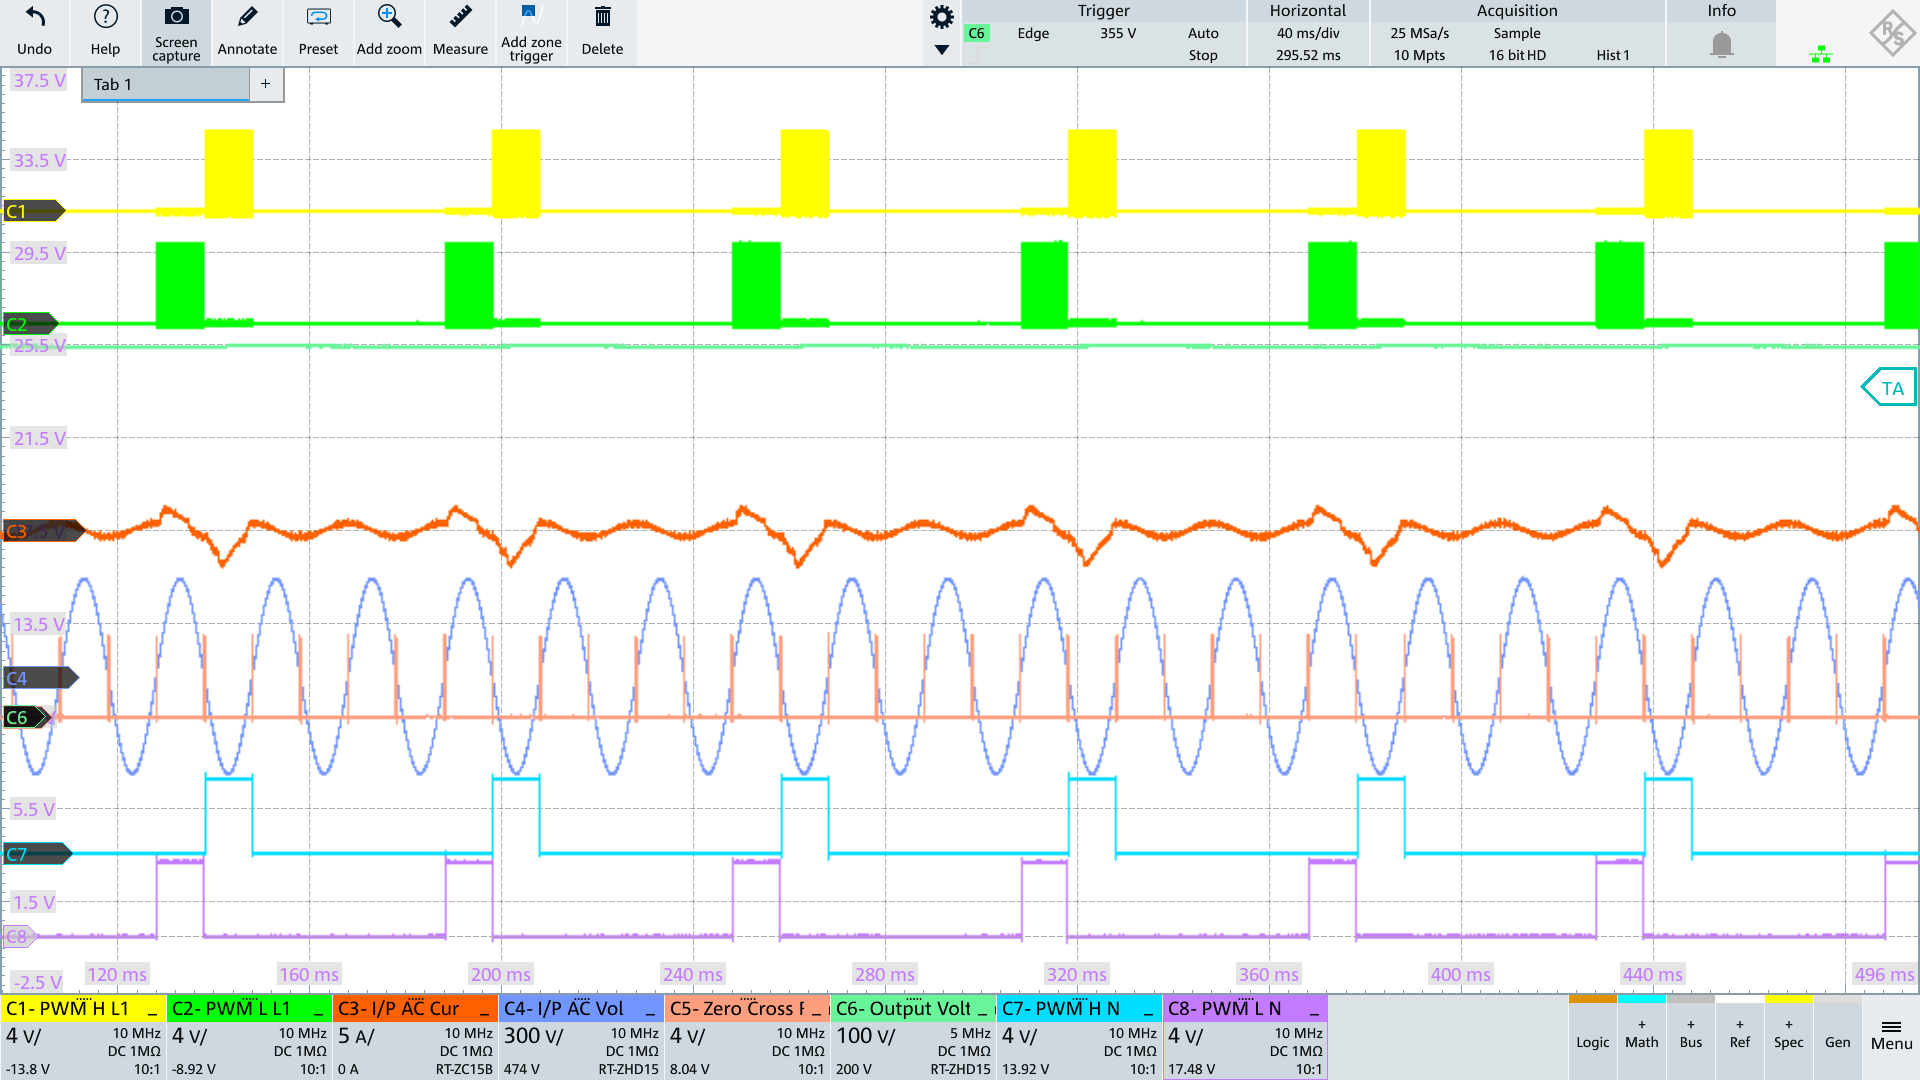 Undo
Help
Screen capture
Annotate
Preset
Add zoom
Measure
Add zone trigger
Delete
Trigger
C6 Edge 355 V Auto
Stop
Horizontal
40 ms/div
295.52 ms
Acquisition
25 MSa/s Sample
10 Mpts 16 bit HD Hist 1
Info
R&S
Tab 1 +
37.5 V
33.5 V
C1
29.5 V
C2
25.5 V
TA
21.5 V
C3
13.5 V
C4
C6
5.5 V
C7
1.5 V
C8
-2.5 V
120 ms 160 ms 200 ms 240 ms 280 ms 320 ms 360 ms 400 ms 440 ms 496 ms
C1- PWM H L1
4 V/ 10 MHz
DC 1MΩ
-13.8 V 10:1
C2- PWM L L1
4 V/ 10 MHz
DC 1MΩ
-8.92 V 10:1
C3- I/P AC Cur
5 A/ 10 MHz
DC 1MΩ
0 A RT-ZC15B
C4- I/P AC Vol
300 V/ 10 MHz
DC 1MΩ
474 V RT-ZHD15
C5- Zero Cross
4 V/ 10 MHz
DC 1MΩ
8.04 V 10:1
C6- Output Volt
100 V/ 5 MHz
DC 1MΩ
200 V RT-ZHD15
C7- PWM H N
4 V/ 10 MHz
DC 1MΩ
13.92 V 10:1
C8- PWM L N
4 V/ 10 MHz
DC 1MΩ
17.48 V 10:1
Logic
+ Math
+ Bus
+ Ref
+ Spec
Gen
Menu